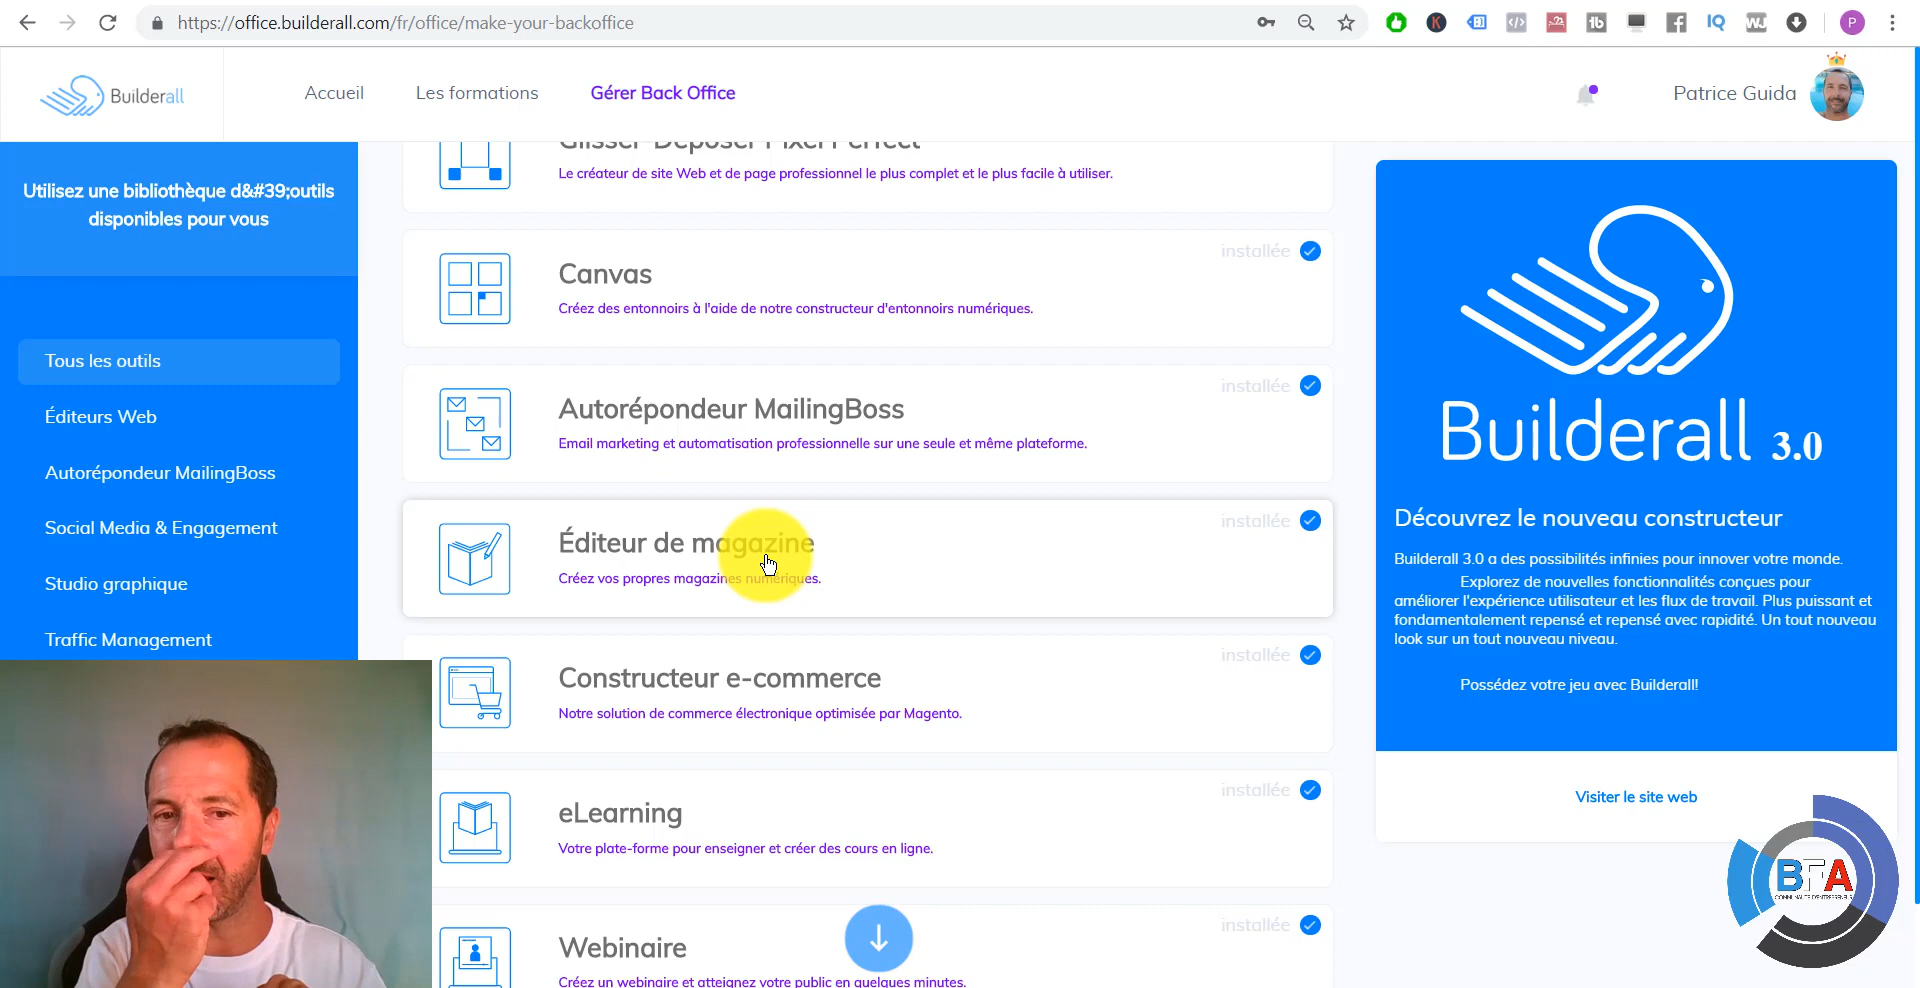 https://office.builderall.com/fr/office/make-your-backoffice
Builderall
Accueil
Les formations
Gérer Back Office
Patrice Guida
Utilisez une bibliothèque d&#39;outils
disponibles pour vous
Tous les outils
Éditeurs Web
Autorépondeur MailingBoss
Social Media & Engagement
Studio graphique
Traffic Management
Glisser Déposer Pixel Perfect
Le créateur de site Web et de page professionnel le plus complet et le plus facile à utiliser.
installée
Canvas
Créez des entonnoirs à l'aide de notre constructeur d'entonnoirs numériques.
installée
Autorépondeur MailingBoss
Email marketing et automatisation professionnelle sur une seule et même plateforme.
installée
Éditeur de magazine
Créez vos propres magazines numériques.
installée
Constructeur e-commerce
Notre solution de commerce électronique optimisée par Magento.
installée
eLearning
Votre plate-forme pour enseigner et créer des cours en ligne.
installée
Webinaire
Créez un webinaire et atteignez votre public en quelques minutes.
Builderall 3.0
Découvrez le nouveau constructeur
Builderall 3.0 a des possibilités infinies pour innover votre monde.
Explorez de nouvelles fonctionnalités conçues pour
améliorer l'expérience utilisateur et les flux de travail. Plus puissant et
fondamentalement repensé et repensé avec rapidité. Un tout nouveau
look sur un tout nouveau niveau.
Possédez votre jeu avec Builderall!
Visiter le site web
BFA
COMMUNAUTÉ D'ENTREPRENEUR